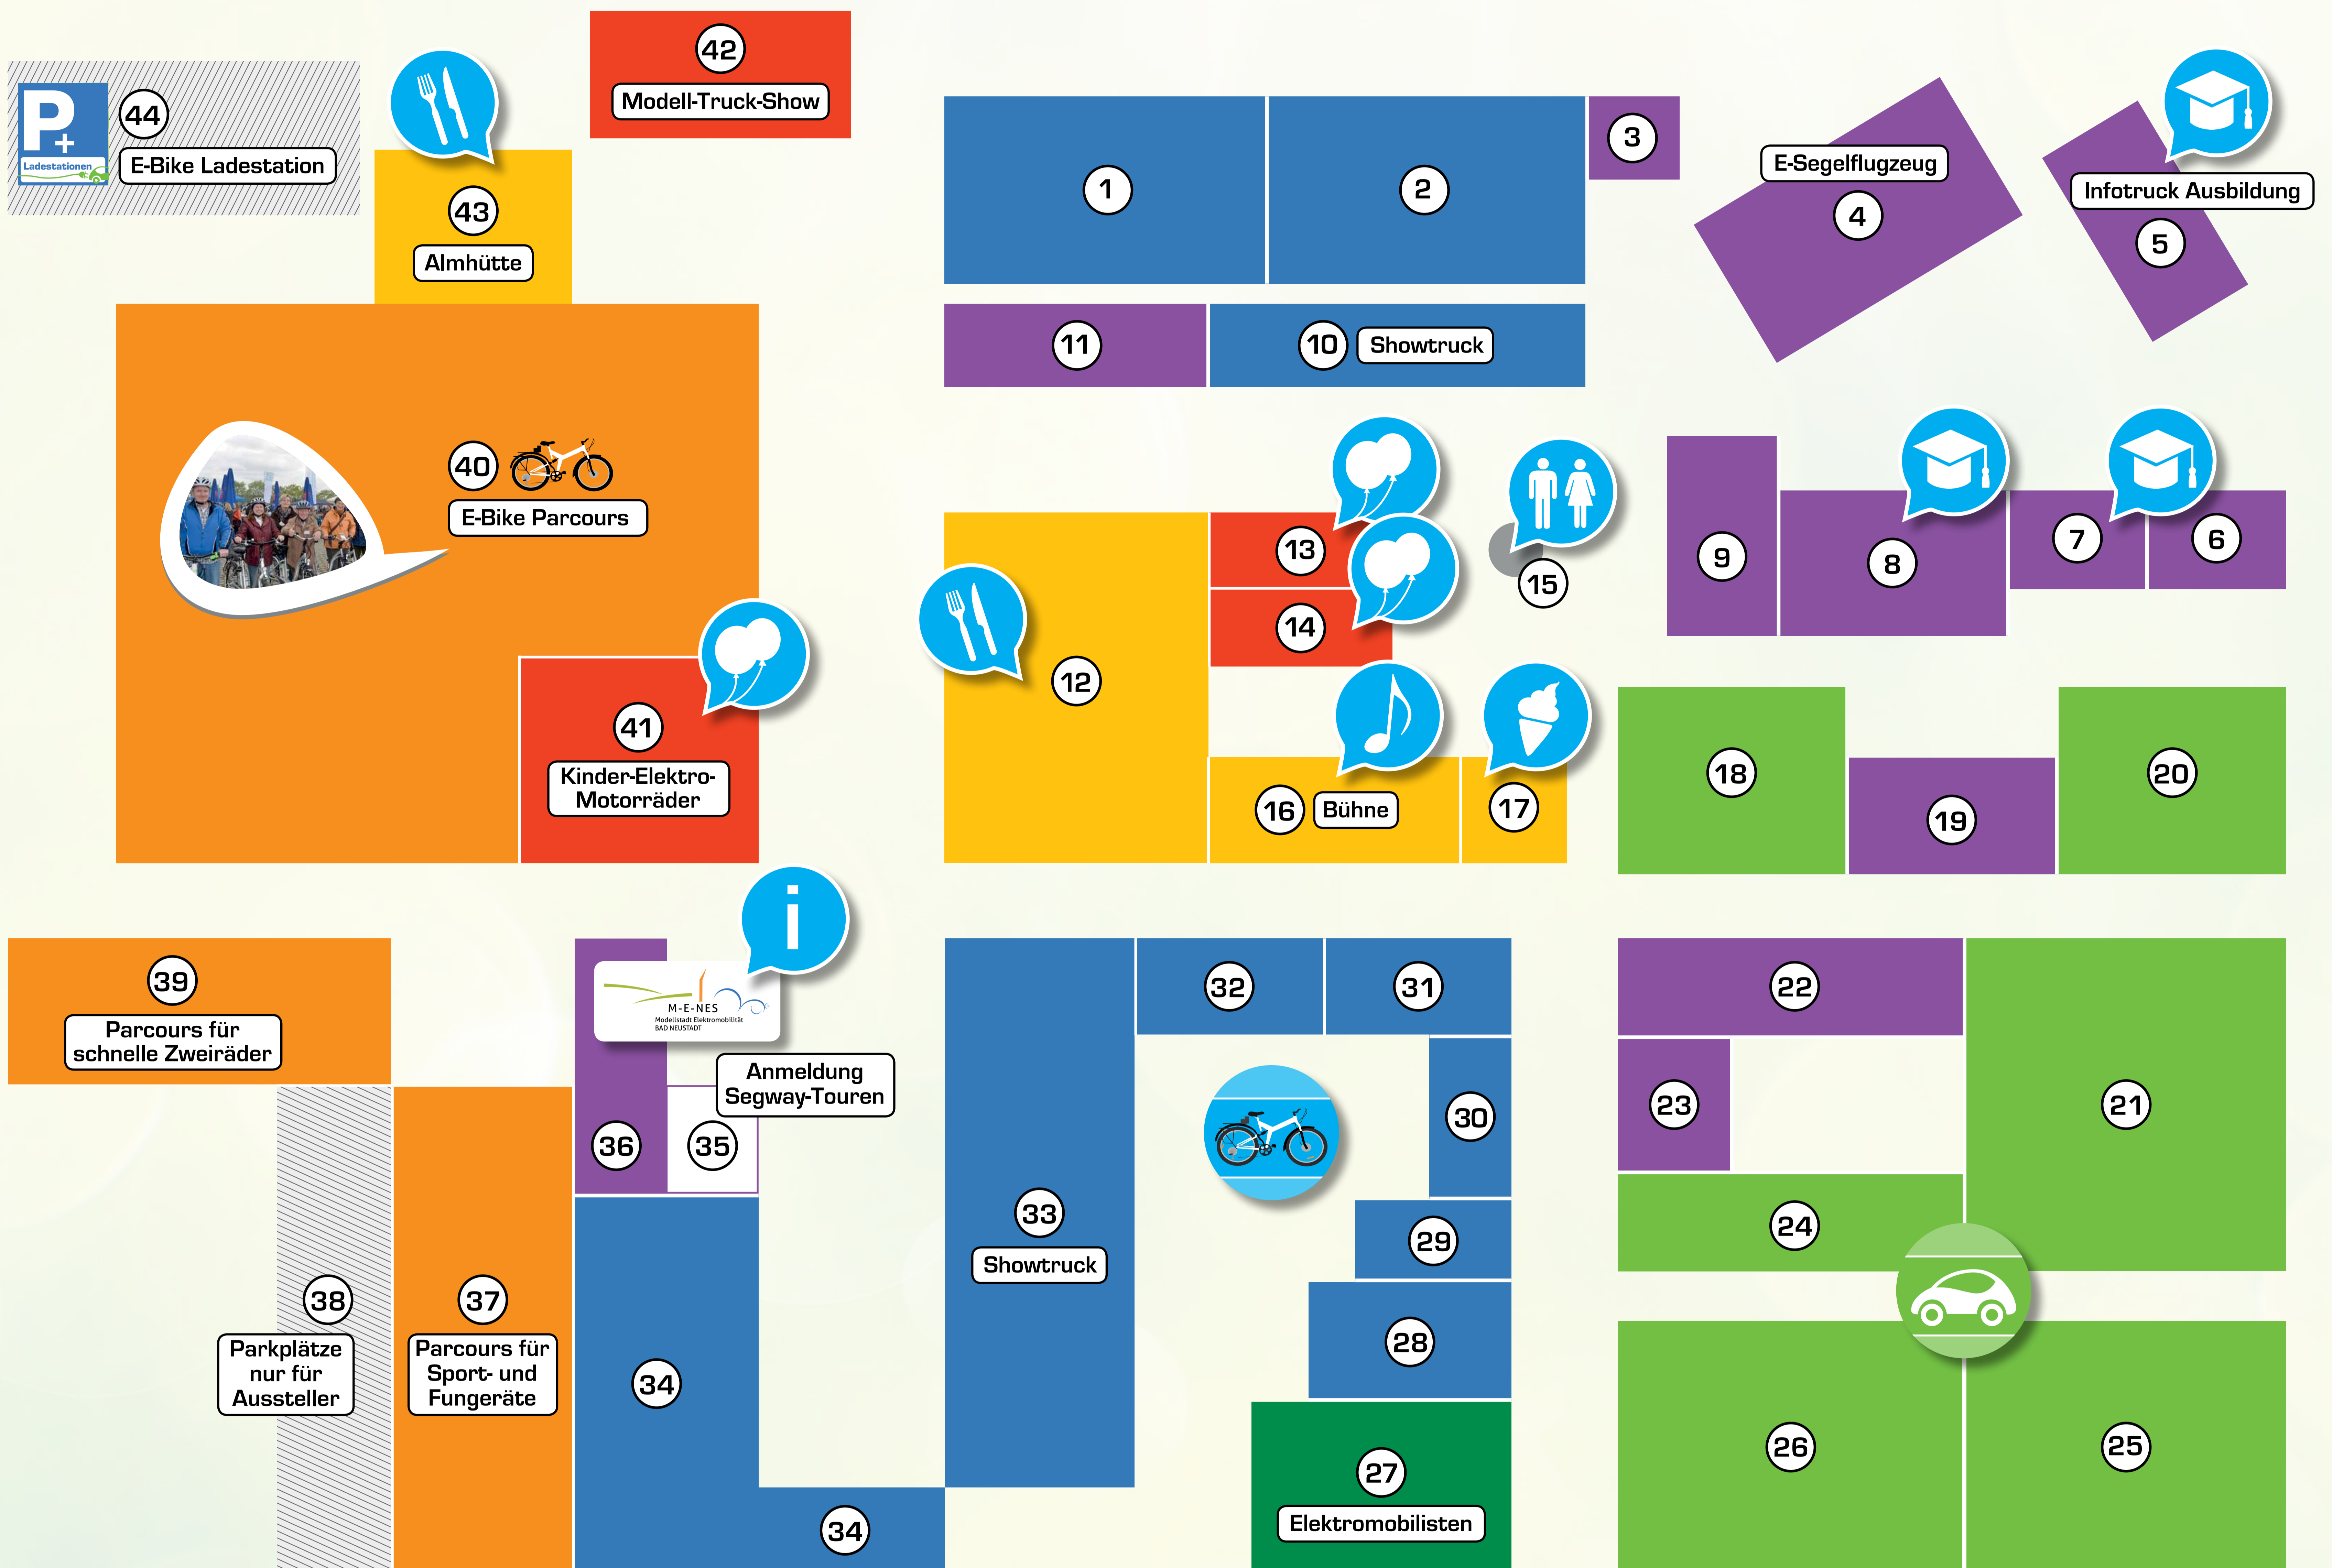 42
Modell-Truck-Show
P
+
Ladestationen
44
E-Bike Ladestation
43
Almhütte
1
2
3
E-Segelflugzeug
4
Infotruck Ausbildung
5
11
10
Showtruck
40
E-Bike Parcours
41
Kinder-Elektro-
Motorräder
12
13
14
15
16
Bühne
17
9
8
7
6
18
19
20
39
Parcours für
schnelle Zweiräder
i
M-E-NES
Modellstadt Elektromobilität
BAD NEUSTADT
Anmeldung
Segway-Touren
36
35
38
Parkplätze
nur für
Aussteller
37
Parcours für
Sport- und
Fungeräte
34
34
33
Showtruck
32
31
30
29
28
27
Elektromobilisten
22
23
21
24
26
25